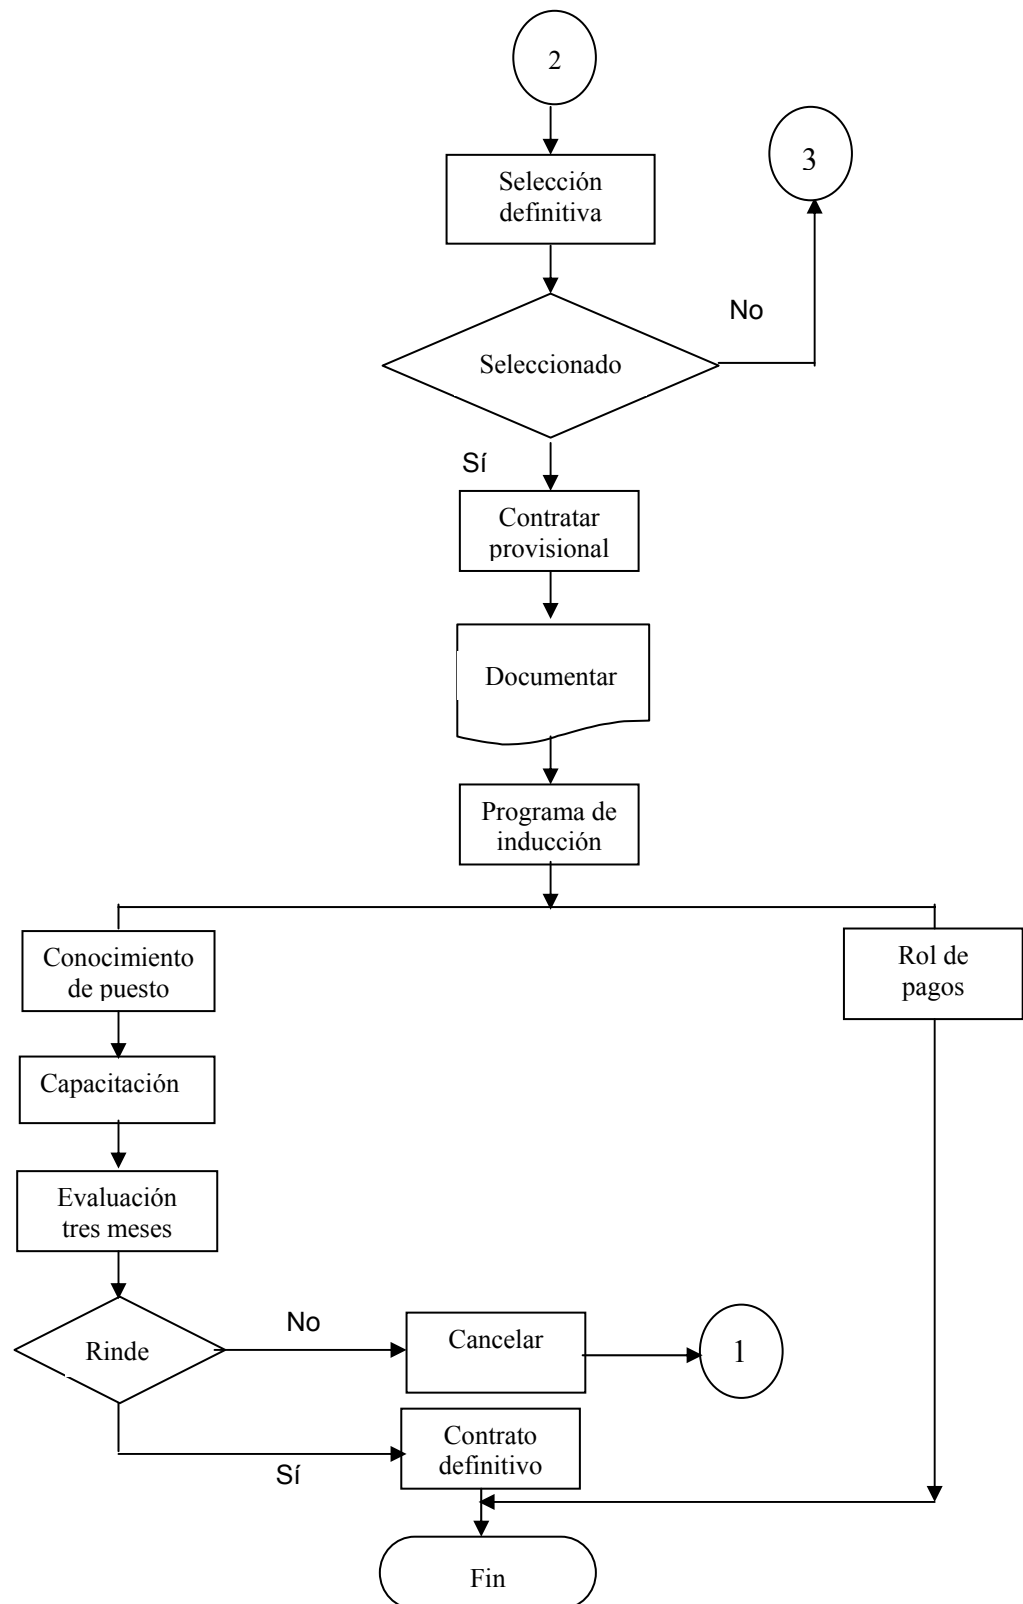 2
3
Selección
definitiva
No
Seleccionado
Sí
Contratar
provisional
Documentar
Programa de
inducción
Conocimiento
de puesto
Rol de
pagos
Capacitación
Evaluación
tres meses
No
Cancelar
1
Rinde
Contrato
definitivo
Sí
Fin